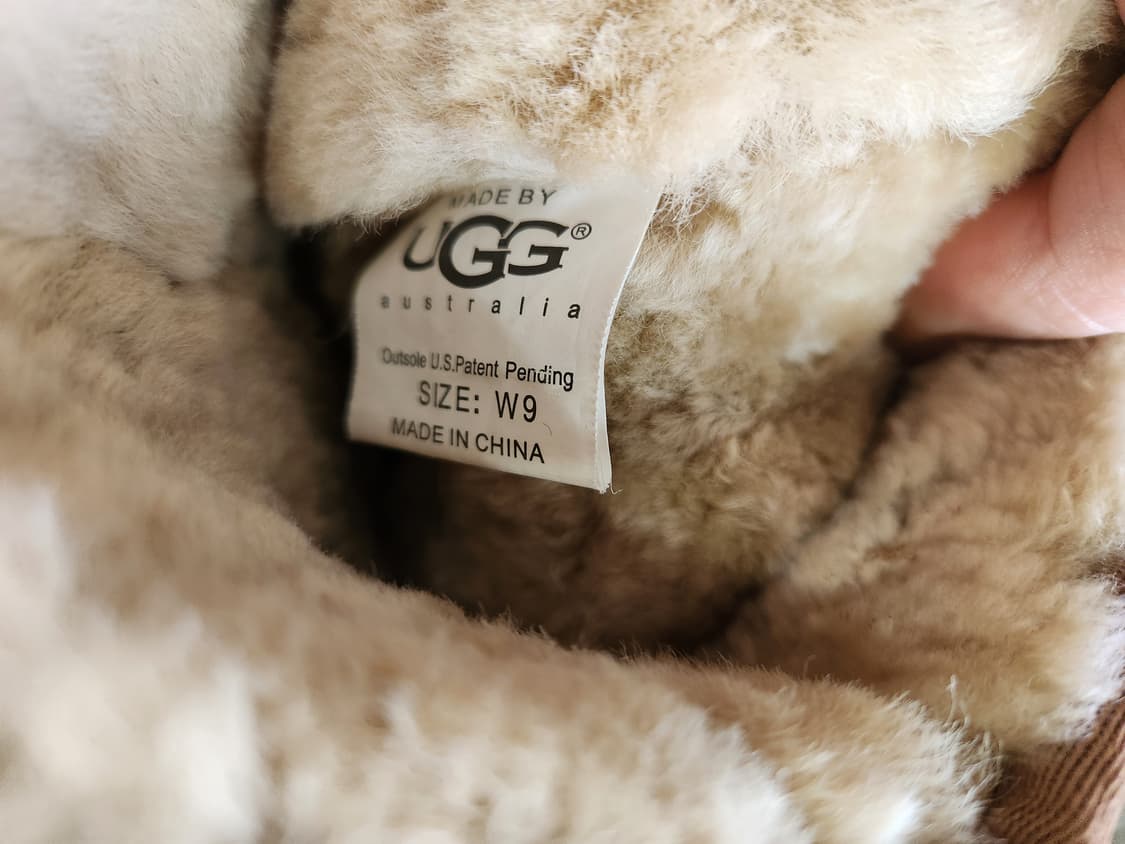 MADE BY
UGG®
australia
Outsole U.S.Patent Pending
SIZE: W9
MADE IN CHINA